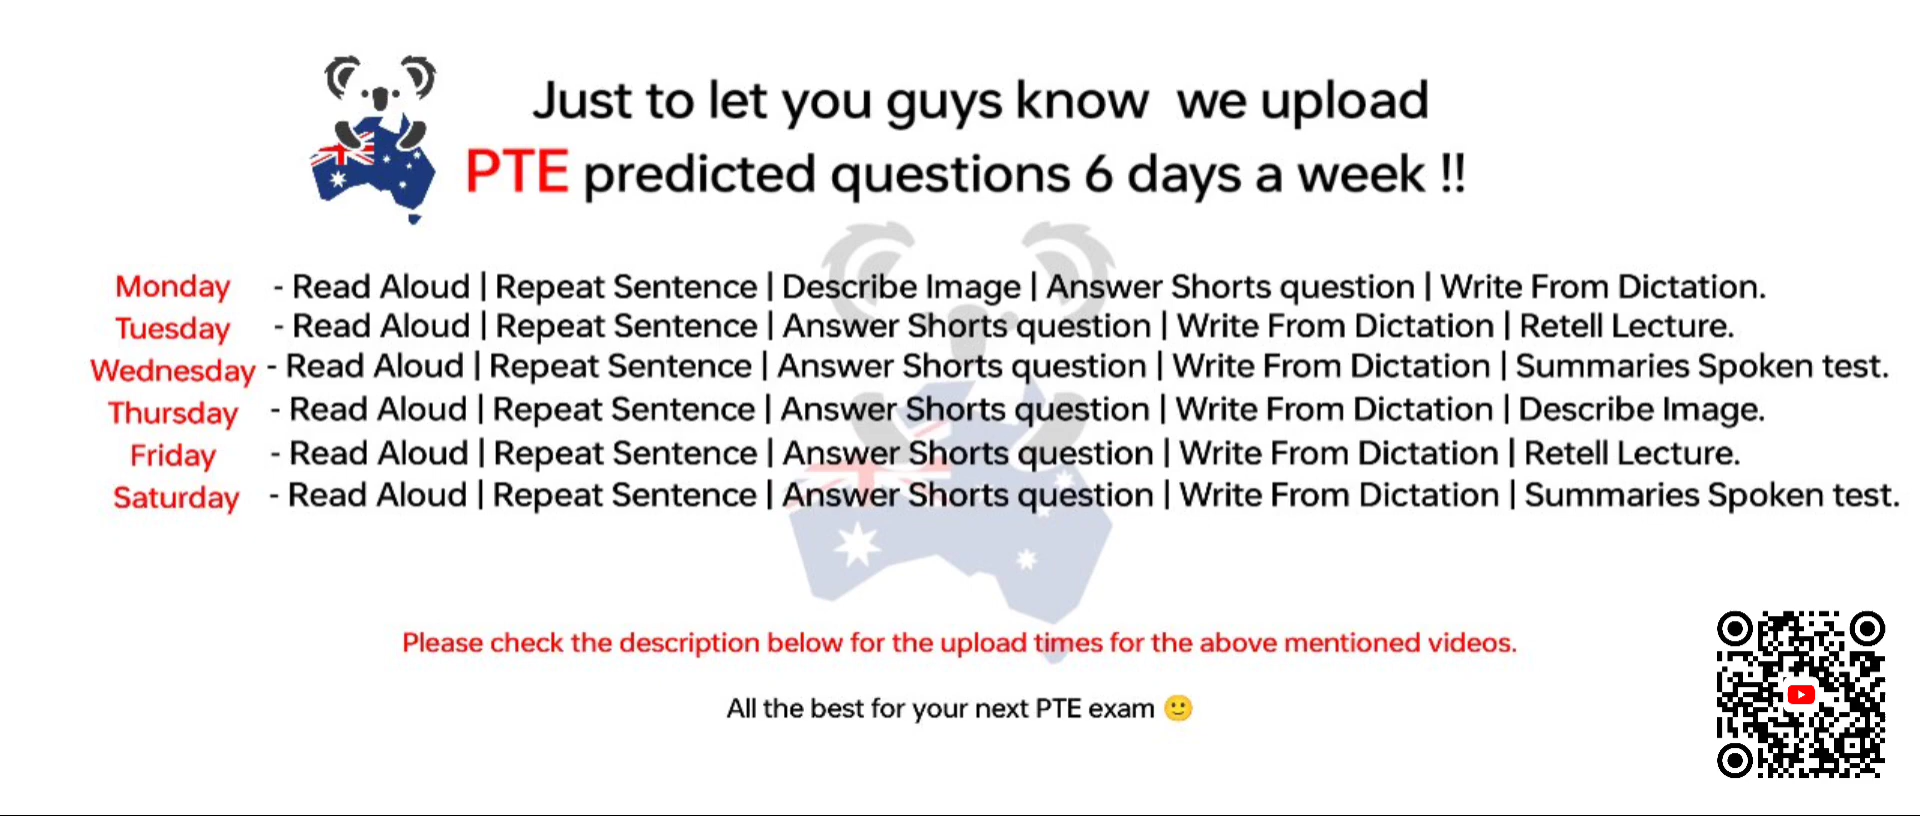 Just to let you guys know we upload
PTE predicted questions 6 days a week !!
Monday - Read Aloud | Repeat Sentence | Describe Image | Answer Shorts question | Write From Dictation.
Tuesday - Read Aloud | Repeat Sentence | Answer Shorts question | Write From Dictation | Retell Lecture.
Wednesday - Read Aloud | Repeat Sentence | Answer Shorts question | Write From Dictation | Summaries Spoken test.
Thursday - Read Aloud | Repeat Sentence | Answer Shorts question | Write From Dictation | Describe Image.
Friday - Read Aloud | Repeat Sentence | Answer Shorts question | Write From Dictation | Retell Lecture.
Saturday - Read Aloud | Repeat Sentence | Answer Shorts question | Write From Dictation | Summaries Spoken test.
Please check the description below for the upload times for the above mentioned videos.
All the best for your next PTE exam 🙂